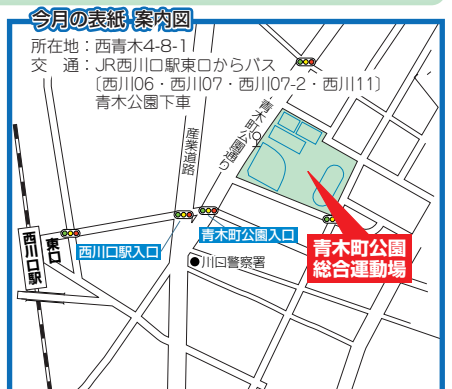 今月の表紙 案内図
所在地：西青木4-8-1
交　通：JR西川口駅東口からバス
〔西川06・西川07・西川07-2・西川11〕
青木公園下車
産業道路
青木町公園通り
青木町公園入口
西川口駅入口
川口警察署
東口
西川口駅
青木町公園
総合運動場